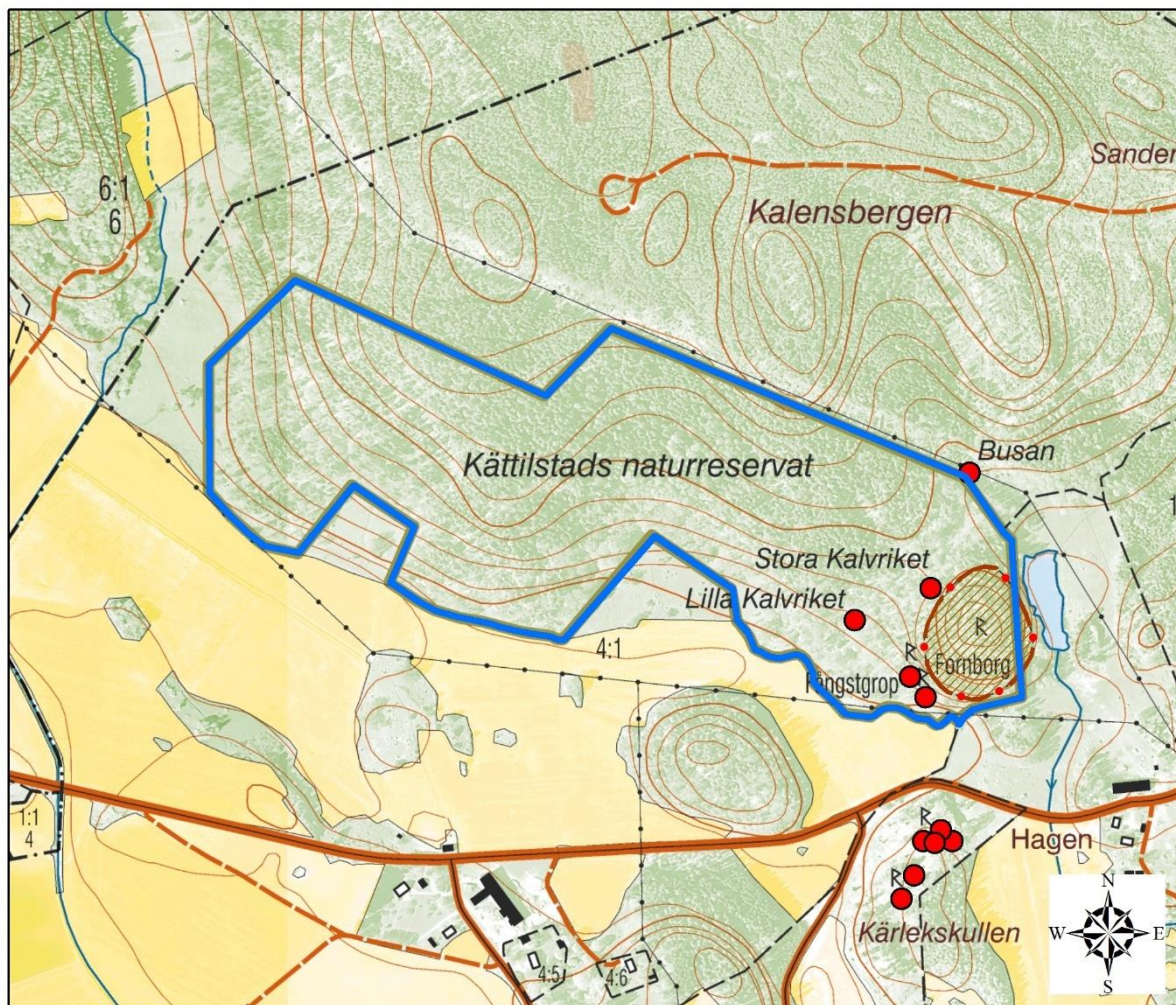 Sander
6:1
6
Kalensbergen
Kättilstads naturreservat
Busan
Stora Kalvriket
Lilla Kalvriket
R
R
R
4:1
Fångstgrop
Fornborg
1:1
4
R
Hagen
R
Kärlekskullen
4:5
4:6
N
W
E
S